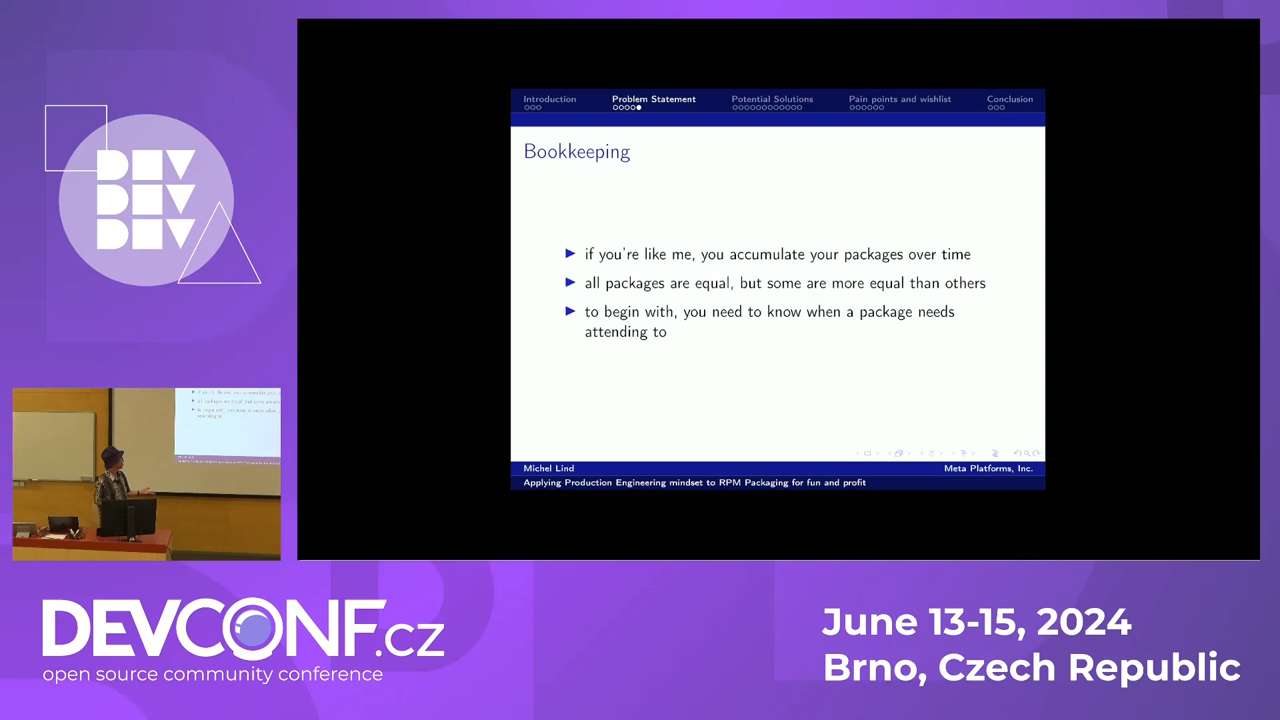 Introduction
Problem Statement
Potential Solutions
Pain points and wishlist
Conclusion
Bookkeeping
if you're like me, you accumulate your packages over time
all packages are equal, but some are more equal than others
to begin with, you need to know when a package needs
attending to
Michel Lind
Meta Platforms, Inc.
Applying Production Engineering mindset to RPM Packaging for fun and profit
DEV
DEV
DEV
DEVCONF.cz
open source community conference
June 13-15, 2024
Brno, Czech Republic